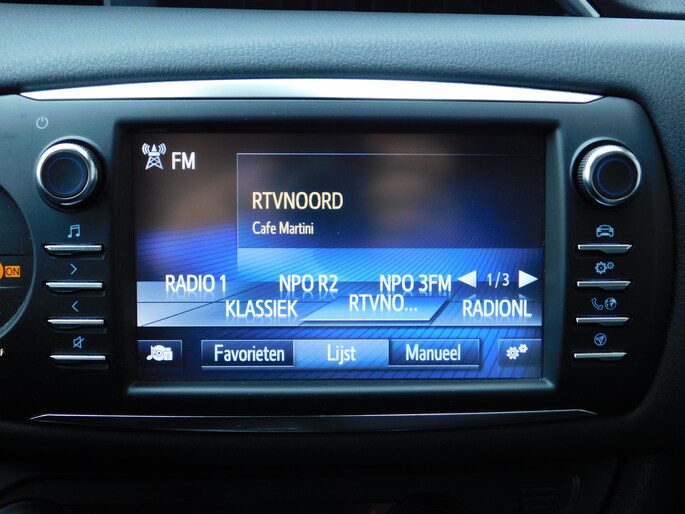 FM
RTVNOORD
Cafe Martini
RADIO 1 NPO R2 NPO 3FM 1/3
KLASSIEK RTVNO... RADIONL
Favorieten Lijst Manueel
ON